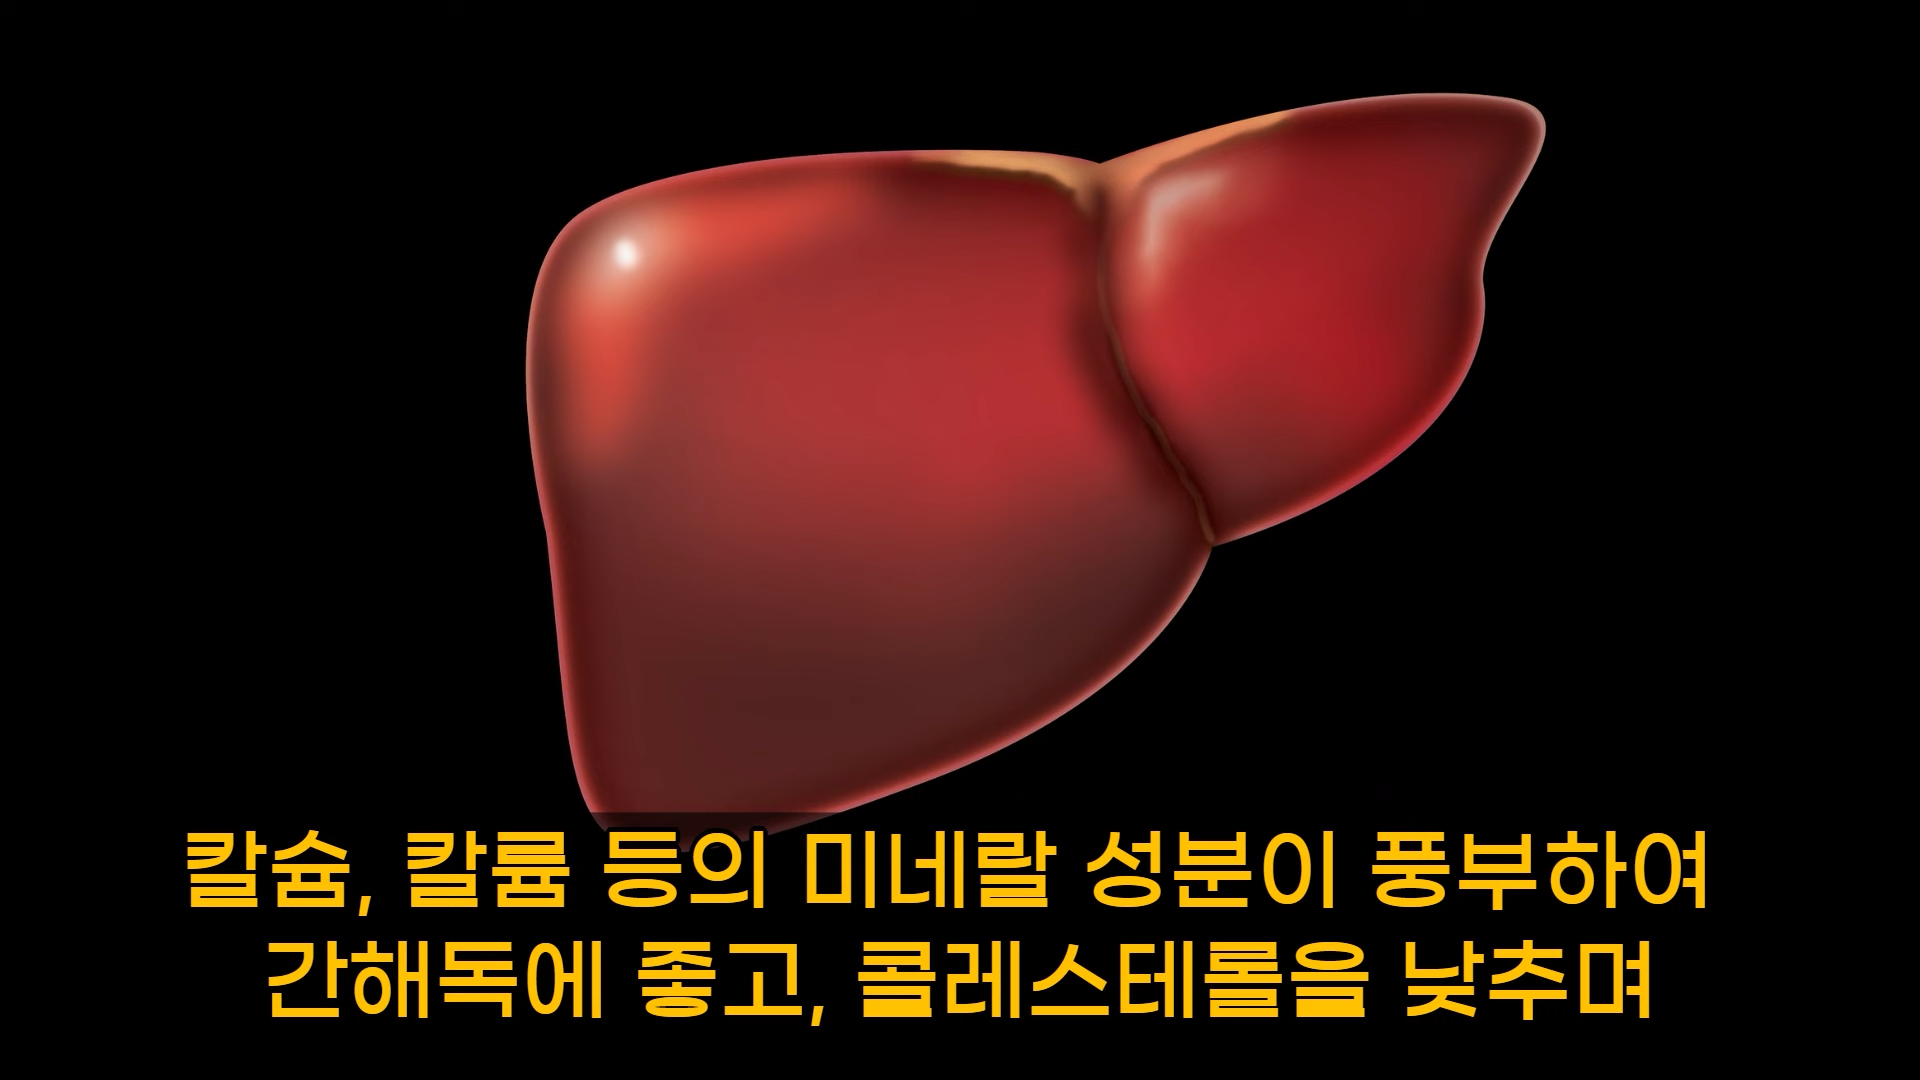 칼슘, 칼륨 등의 미네랄 성분이 풍부하여
간해독에 좋고, 콜레스테롤을 낮추며